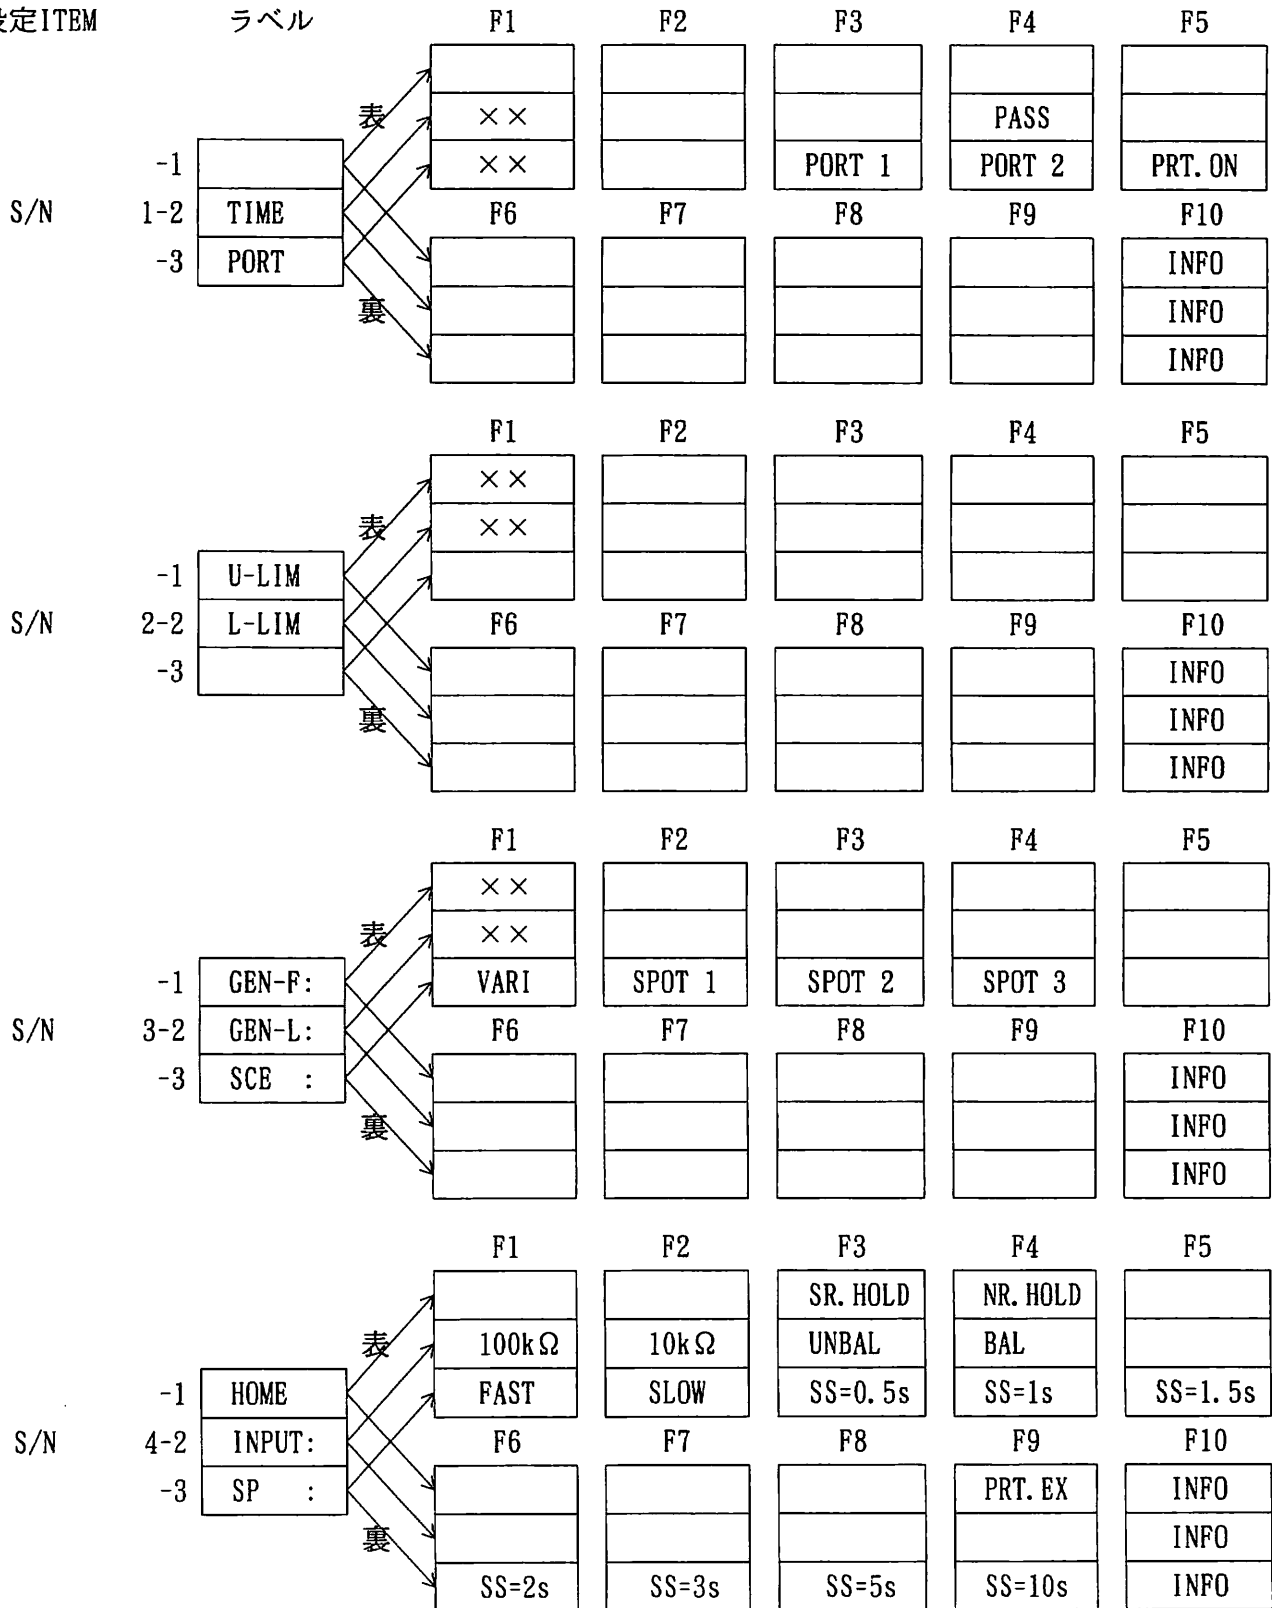 設定ITEM ラベル F1 F2 F3 F4 F5
表 ×× PASS
-1 ×× PORT 1 PORT 2 PRT.ON
S/N 1-2 TIME F6 F7 F8 F9 F10
-3 PORT INFO
裏 INFO
INFO
F1 F2 F3 F4 F5
××
表 ××
-1 U-LIM
S/N 2-2 L-LIM F6 F7 F8 F9 F10
-3 INFO
裏 INFO
INFO
F1 F2 F3 F4 F5
××
表 ××
-1 GEN-F: VARI SPOT 1 SPOT 2 SPOT 3
S/N 3-2 GEN-L: F6 F7 F8 F9 F10
-3 SCE : INFO
裏 INFO
INFO
F1 F2 F3 F4 F5
SR.HOLD NR.HOLD
表 100kΩ 10kΩ UNBAL BAL
-1 HOME FAST SLOW SS=0.5s SS=1s SS=1.5s
S/N 4-2 INPUT: F6 F7 F8 F9 F10
-3 SP : PRT.EX INFO
裏 INFO
SS=2s SS=3s SS=5s SS=10s INFO